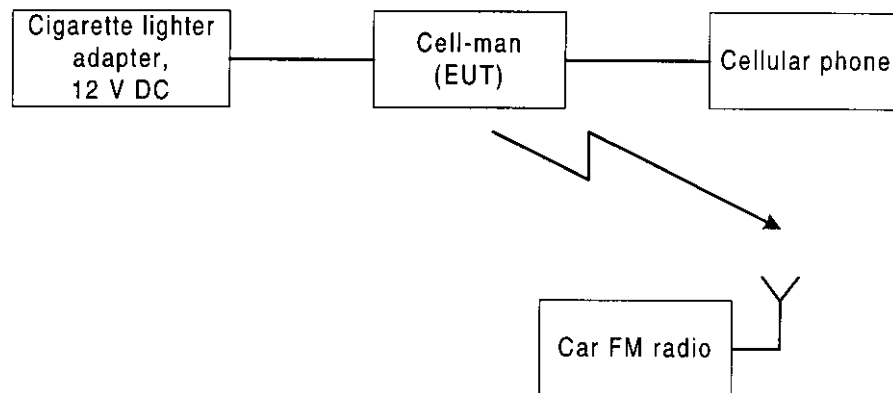 Cigarette lighter
adapter,
12 V DC
Cell-man
(EUT)
Cellular phone
Car FM radio